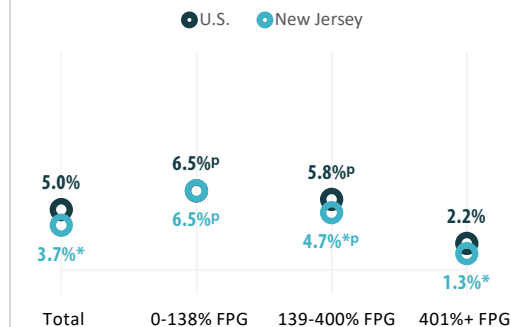 U.S. New Jersey
6.5%ᵖ 5.8%ᵖ
5.0% 2.2%
6.5%ᵖ 4.7%*ᵖ
3.7%* 1.3%*
Total 0-138% FPG 139-400% FPG 401%+ FPG